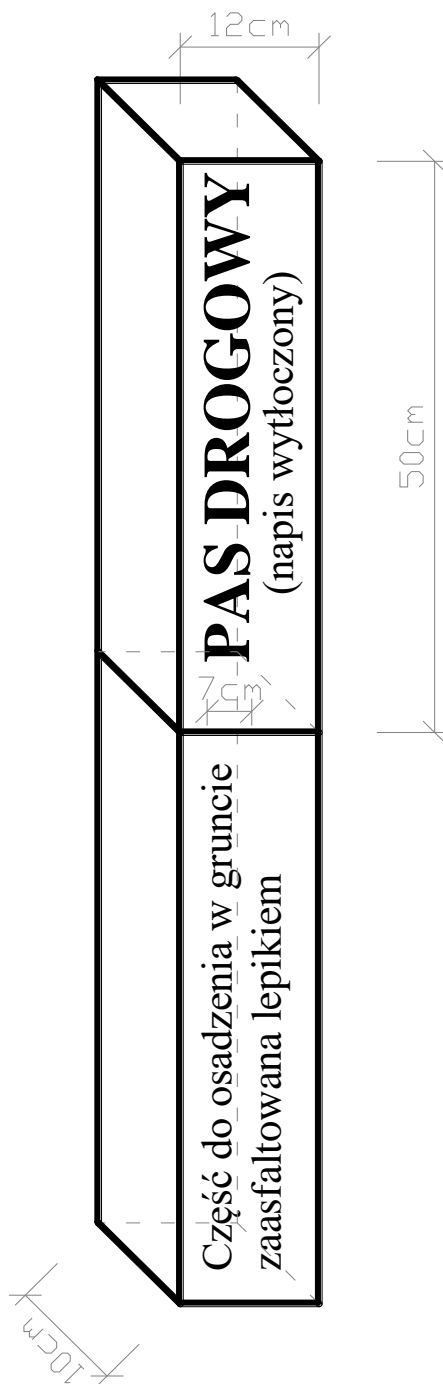 12cm
PAS DROGOWY
(napis wytłoczony)
50cm
7cm
Część do osadzenia w gruncie
zaasfaltowana lepikiem
10cm